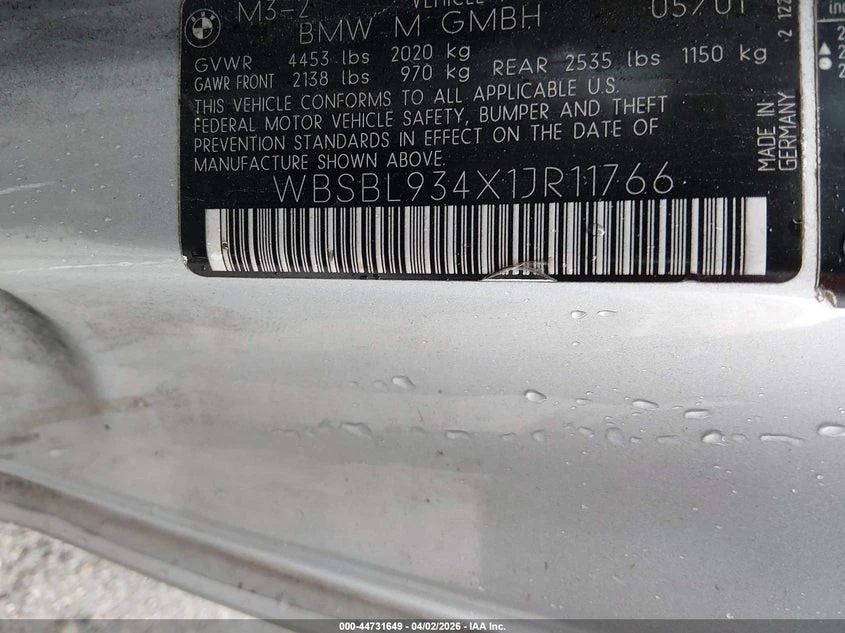 BMW
M3-2
VEHICLE
05/01
BMW M GMBH
GVWR 4453 lbs 2020 kg
GAWR FRONT 2138 lbs 970 kg REAR 2535 lbs 1150 kg
THIS VEHICLE CONFORMS TO ALL APPLICABLE U.S.
FEDERAL MOTOR VEHICLE SAFETY, BUMPER AND THEFT
PREVENTION STANDARDS IN EFFECT ON THE DATE OF
MANUFACTURE SHOWN ABOVE.
WBSBL934X1JR11766
MADE IN
GERMANY
000-44731649 04/02/2026 IAA Inc.